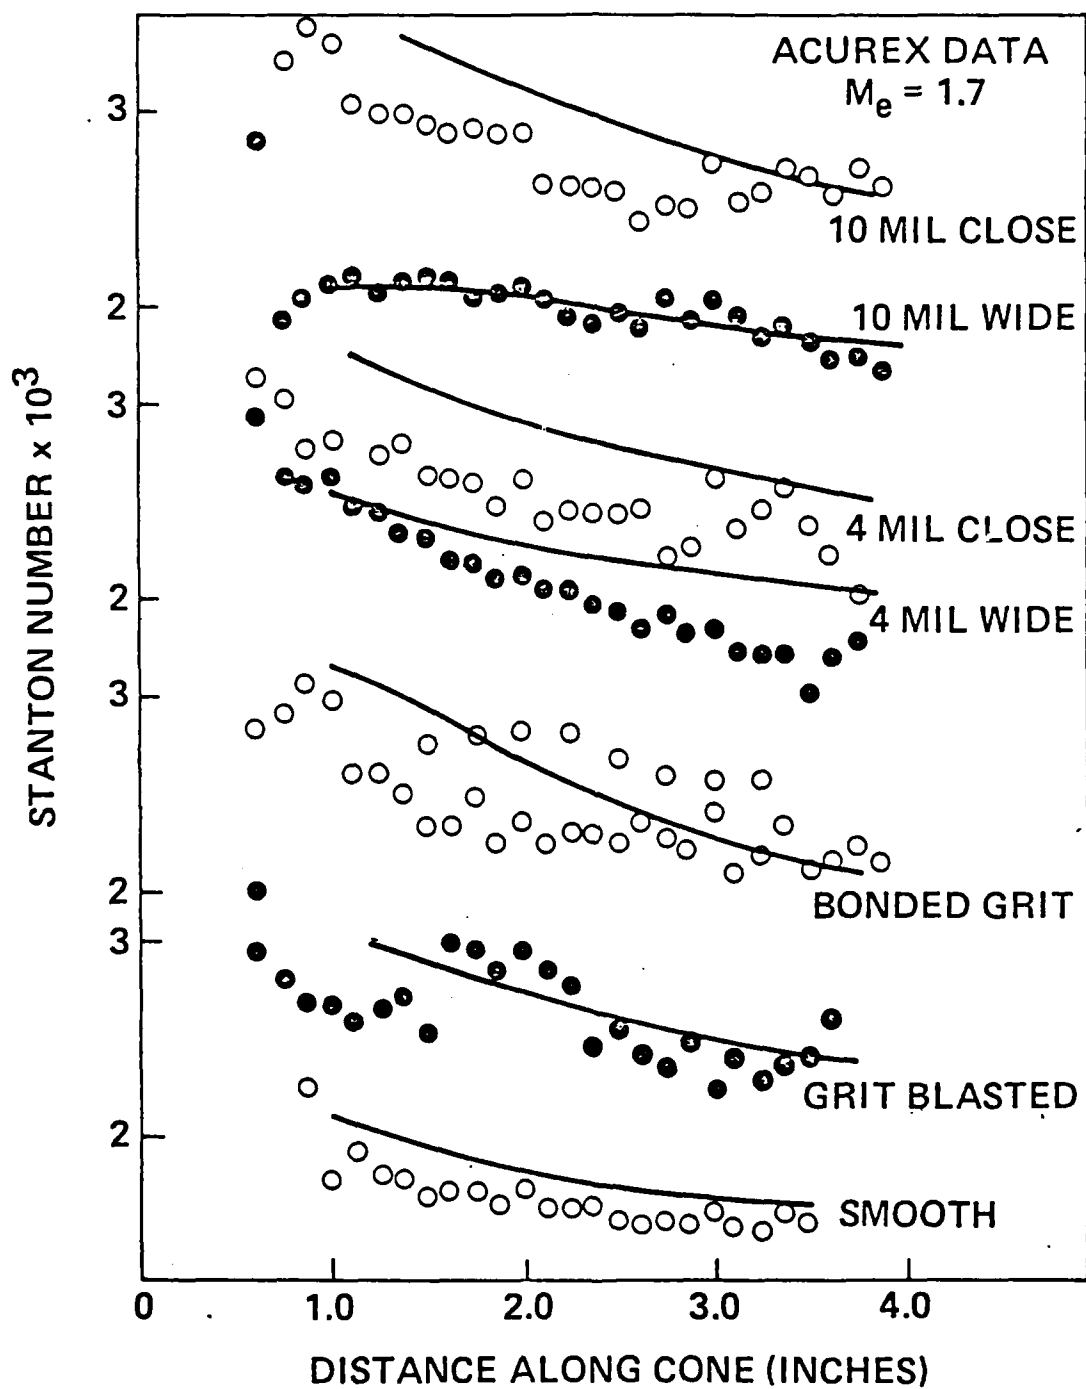 ACUREX DATA
Me = 1.7
3
10 MIL CLOSE
2
10 MIL WIDE
3
4 MIL CLOSE
2
4 MIL WIDE
3
2
BONDED GRIT
3
GRIT BLASTED
2
SMOOTH
STANTON NUMBER x 10³
0 1.0 2.0 3.0 4.0
DISTANCE ALONG CONE (INCHES)